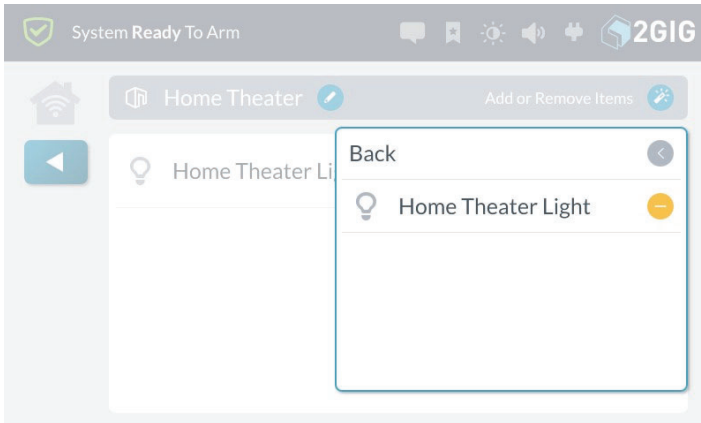 System Ready To Arm
2GIG
Home Theater
Add or Remove Items
Home Theater Li
Back
Home Theater Light